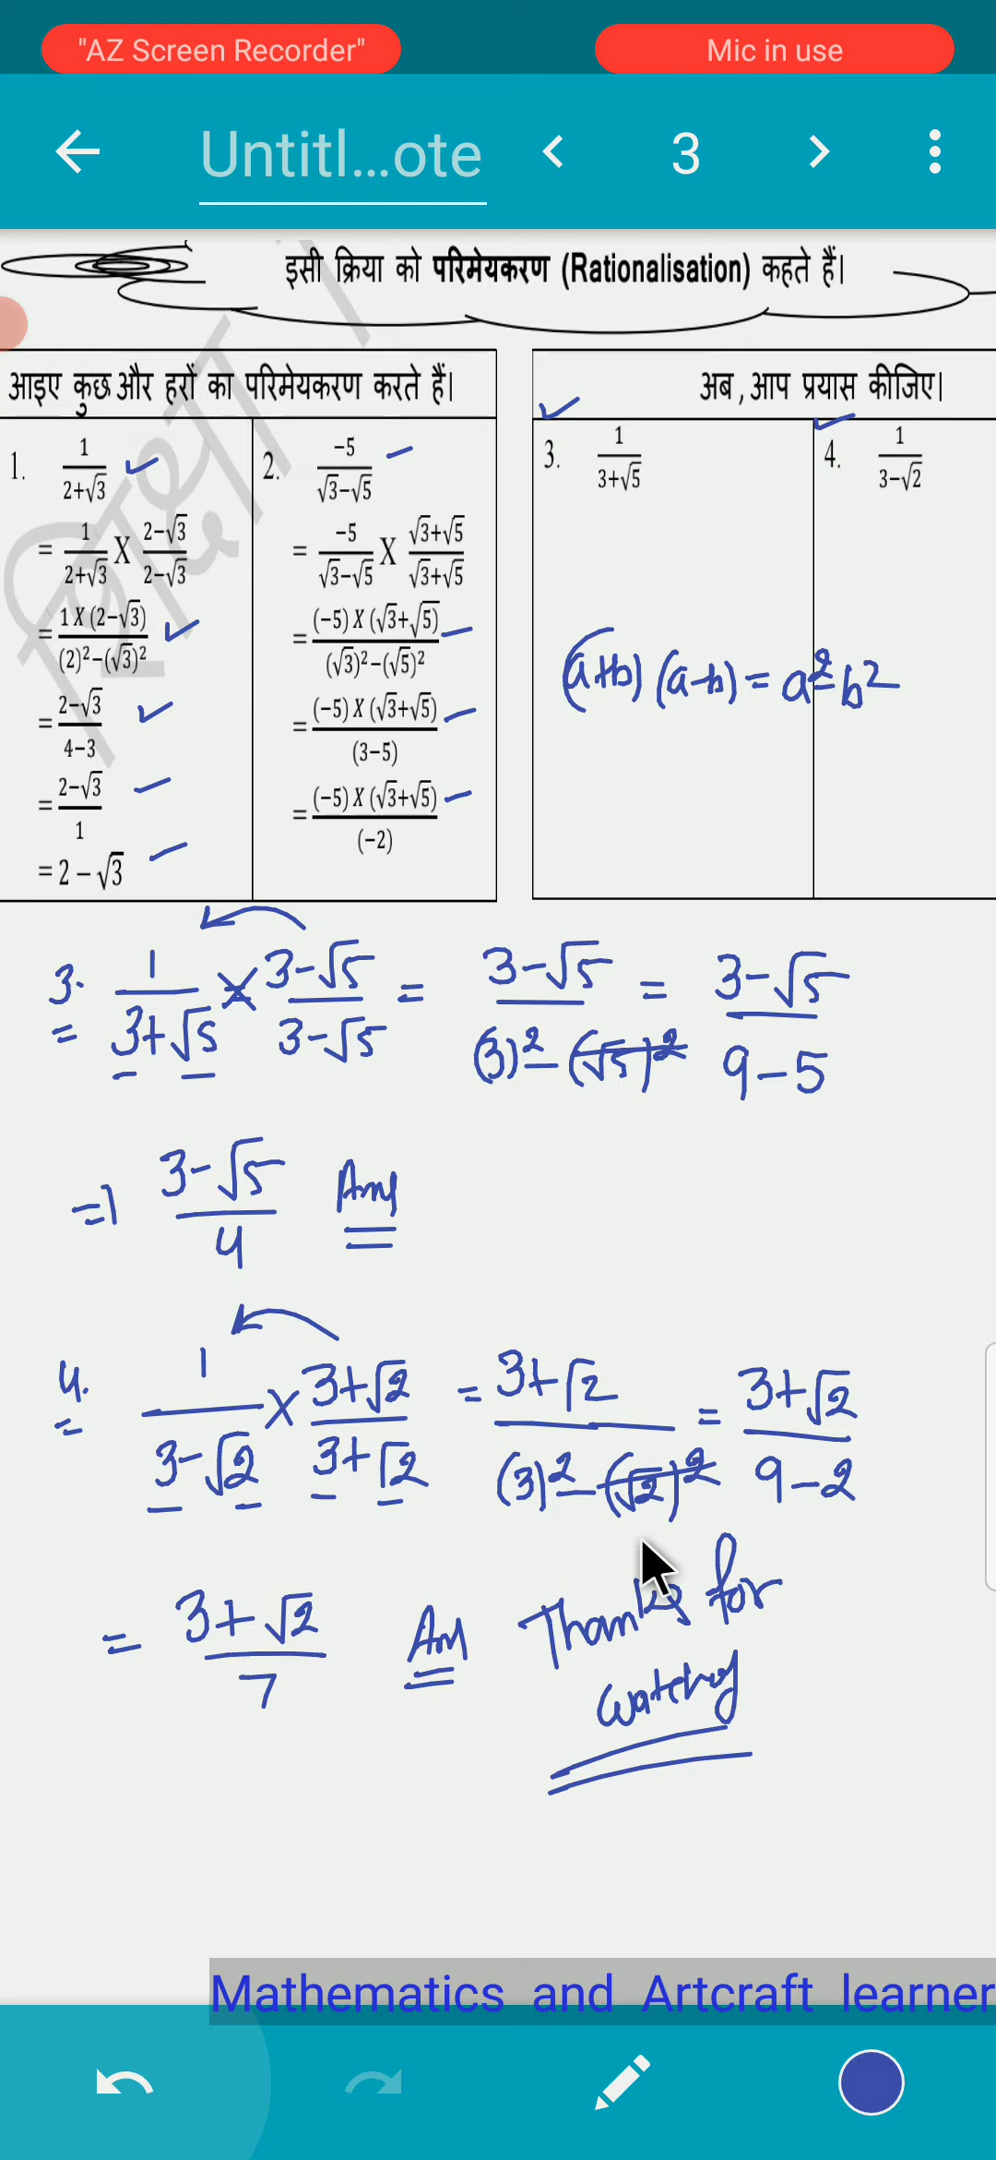 "AZ Screen Recorder" Mic in use
Untitl...ote 3
इसी क्रिया को परिमेयकरण (Rationalisation) कहते हैं।
आइए कुछ और हरों का परिमेयकरण करते हैं।
1. 1/(2+√3)
= 1/(2+√3) X (2−√3)/(2−√3)
= 1 X (2−√3)/((2)²−(√3)²)
= (2−√3)/(4−3)
= (2−√3)/1
= 2 − √3
2. −5/(√3−√5)
= −5/(√3−√5) X (√3+√5)/(√3+√5)
= (−5) X (√3+√5)/((√3)²−(√5)²)
= (−5) X (√3+√5)/(3−5)
= (−5) X (√3+√5)/(−2)
अब , आप प्रयास कीजिए।
3. 1/(3+√5)
4. 1/(3−√2)
(a+b) (a-b) = a²-b²
3. 1/(3+√5) × (3-√5)/(3-√5) = (3-√5)/((3)²-(√5)²) = (3-√5)/(9-5)
=> (3-√5)/4 Ans
4. 1/(3-√2) × (3+√2)/(3+√2) = (3+√2)/((3)²-(√2)²) = (3+√2)/(9-2)
= (3+√2)/7 Ans
Thanks for
watching
Mathematics and Artcraft learner